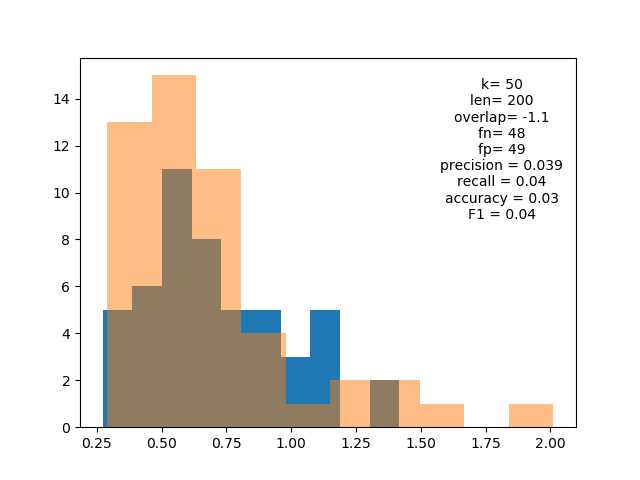 k= 50
len= 200
overlap= -1.1
fn= 48
fp= 49
precision = 0.039
recall = 0.04
accuracy = 0.03
F1 = 0.04
14
12
10
8
6
4
2
0
0.25 0.50 0.75 1.00 1.25 1.50 1.75 2.00